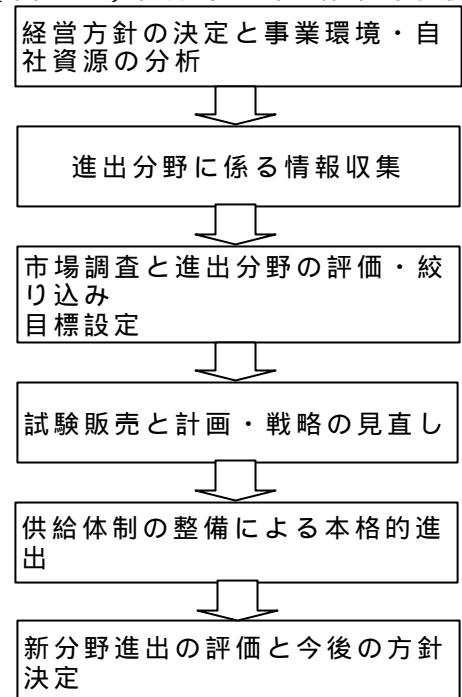 経営方針の決定と事業環境・自
社資源の分析
進出分野に係る情報収集
市場調査と進出分野の評価・絞
り込み
目標設定
試験販売と計画・戦略の見直し
供給体制の整備による本格的進
出
新分野進出の評価と今後の方針
決定